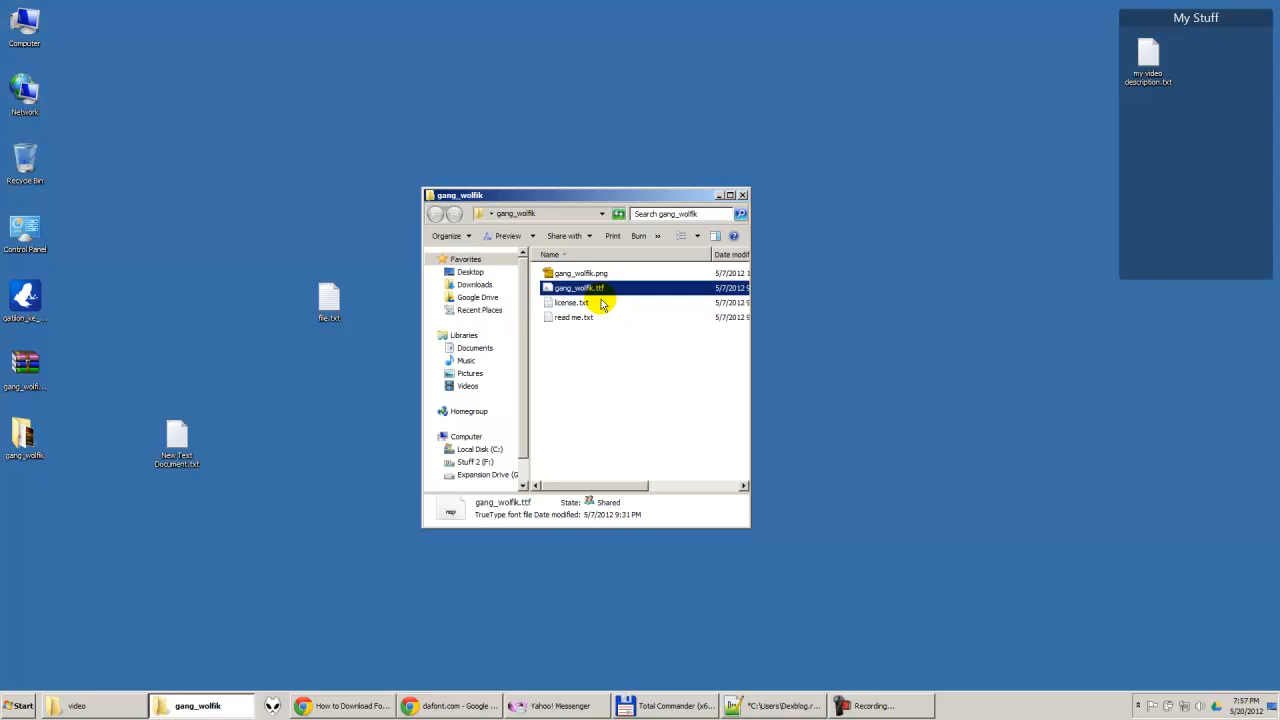 Computer
Network
Recycle Bin
Control Panel
gang_wolfi...
gang_wolfik
file.txt
New Text
Document.txt
My Stuff
my video
description.txt
gang_wolfik
gang_wolfik
Search gang_wolfik
Organize
Preview
Share with
Print
Burn
»
Favorites
Desktop
Downloads
Google Drive
Recent Places
Libraries
Documents
Music
Pictures
Videos
Homegroup
Computer
Local Disk (C:)
Stuff 2 (F:)
Expansion Drive (G
Name
Date modif
gang_wolfik.png 5/7/2012 1
gang_wolfik.ttf 5/7/2012 9
license.txt 5/7/2012 9
read me.txt 5/7/2012 9
gang_wolfik.ttf State: Shared
TrueType font file Date modified: 5/7/2012 9:31 PM
Start
video
gang_wolfik
How to Download Fo...
dafont.com - Google ...
Yahoo! Messenger
Total Commander (x6...
*C:\Users\Dexblog.r...
Recording...
7:57 PM
5/20/2012